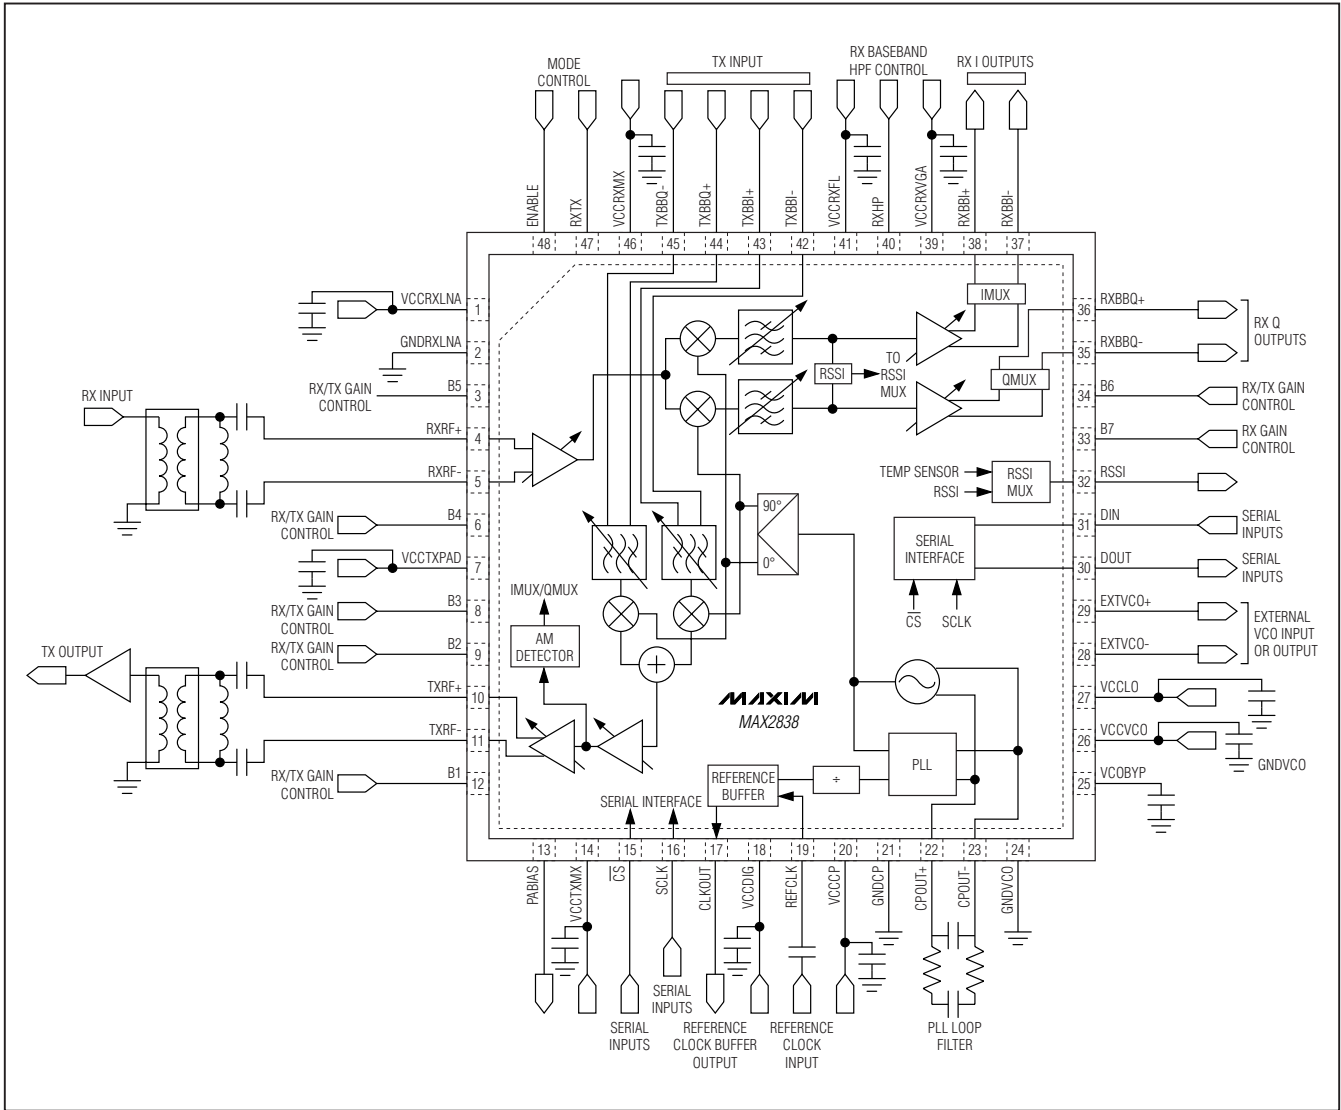 MODE
CONTROL
TX INPUT
RX BASEBAND
HPF CONTROL
RX I OUTPUTS
ENABLE
RXTX
VCCRXMX
TXBBQ-
TXBBQ+
TXBBI+
TXBBI-
VCCRXFL
RXHP
VCCRXVGA
RXBBI+
RXBBI-
48
47
46
45
44
43
42
41
40
39
38
37
VCCRXLNA
1
GNDRXLNA
2
RX/TX GAIN
CONTROL
B5
3
RX INPUT
RXRF+
4
RXRF-
5
RX/TX GAIN
CONTROL
B4
6
VCCTXPAD
7
RX/TX GAIN
CONTROL
B3
8
RX/TX GAIN
CONTROL
B2
9
TX OUTPUT
TXRF+
10
TXRF-
11
RX/TX GAIN
CONTROL
B1
12
IMUX
QMUX
RSSI
TO
RSSI
MUX
TEMP SENSOR
RSSI
RSSI
MUX
90°
0°
SERIAL
INTERFACE
CS
SCLK
IMUX/QMUX
AM
DETECTOR
+
MAXIM
MAX2838
PLL
REFERENCE
BUFFER
÷
SERIAL INTERFACE
36
RXBBQ+
35
RXBBQ-
RX Q
OUTPUTS
34
B6
RX/TX GAIN
CONTROL
33
B7
RX GAIN
CONTROL
32
RSSI
31
DIN
SERIAL
INPUTS
30
DOUT
SERIAL
INPUTS
29
EXTVCO+
28
EXTVCO-
EXTERNAL
VCO INPUT
OR OUTPUT
27
VCCLO
26
VCCVCO
GNDVCO
25
VCOBYP
13
14
15
16
17
18
19
20
21
22
23
24
PABIAS
VCCTXMX
CS
SCLK
CLKOUT
VCCDIG
REFCLK
VCCCP
GNDCP
CPOUT+
CPOUT-
GNDVCO
SERIAL
INPUTS
SERIAL
INPUTS
REFERENCE
CLOCK BUFFER
OUTPUT
REFERENCE
CLOCK
INPUT
PLL LOOP
FILTER